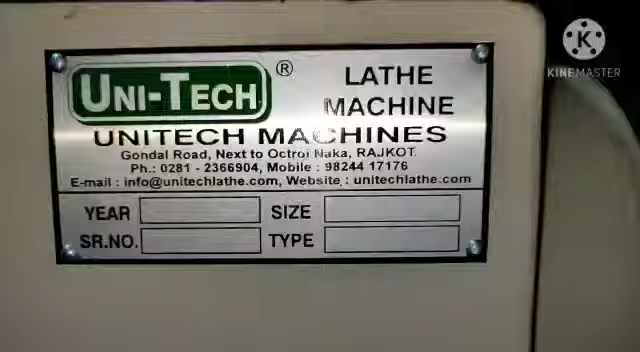 UNI-TECH ®
LATHE
MACHINE
UNITECH MACHINES
Gondal Road, Next to Octroi Naka, RAJKOT.
Ph.: 0281 - 2366904, Mobile : 98244 17176
E-mail : info@unitechlathe.com, Website : unitechlathe.com
YEAR SIZE
SR.NO. TYPE
K
KINEMASTER